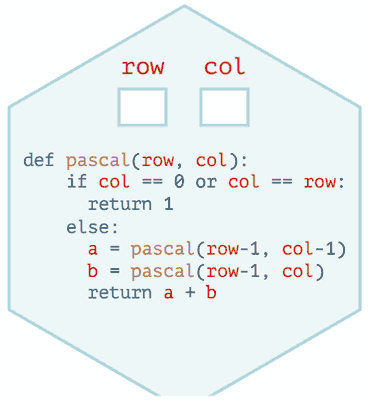 row col
def pascal(row, col):
    if col == 0 or col == row:
      return 1
    else:
      a = pascal(row-1, col-1)
      b = pascal(row-1, col)
      return a + b